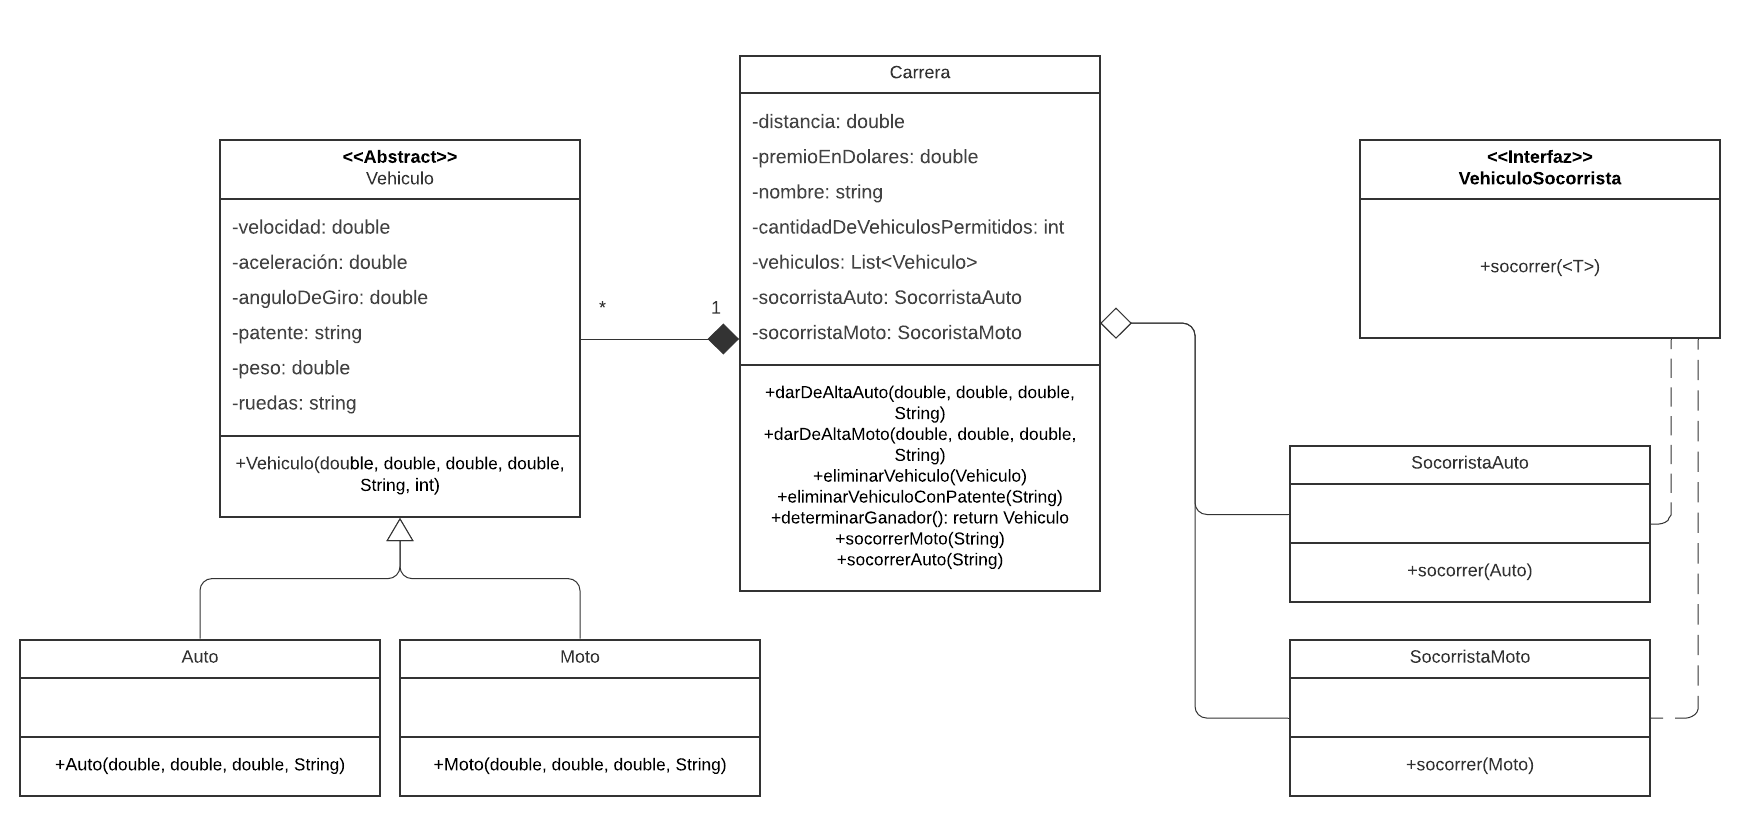 Carrera
-distancia: double
-premioEnDolares: double
-nombre: string
-cantidadDeVehiculosPermitidos: int
-vehiculos: List<Vehiculo>
-socorristaAuto: SocorristaAuto
-socorristaMoto: SocoristaMoto
+darDeAltaAuto(double, double, double,
String)
+darDeAltaMoto(double, double, double,
String)
+eliminarVehiculo(Vehiculo)
+eliminarVehiculoConPatente(String)
+determinarGanador(): return Vehiculo
+socorrerMoto(String)
+socorrerAuto(String)
<<Abstract>>
Vehiculo
-velocidad: double
-aceleración: double
-anguloDeGiro: double
-patente: string
-peso: double
-ruedas: string
+Vehiculo(double, double, double, double,
String, int)
*
1
<<Interfaz>>
VehiculoSocorrista
+socorrer(<T>)
SocorristaAuto
+socorrer(Auto)
Auto
+Auto(double, double, double, String)
Moto
+Moto(double, double, double, String)
SocorristaMoto
+socorrer(Moto)